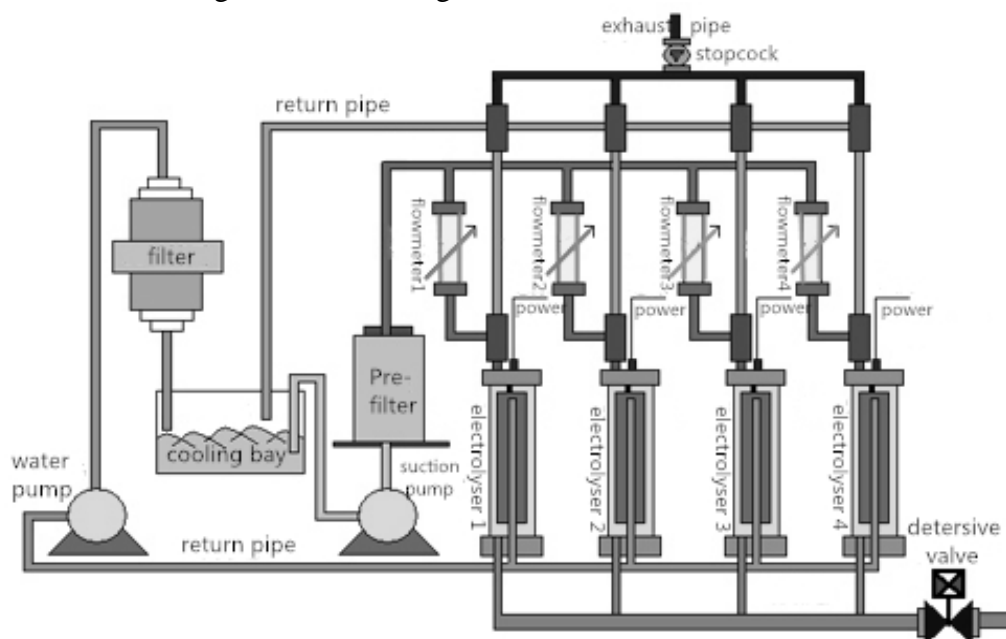 exhaust pipe
stopcock
return pipe
flowmeter1
flowmeter2
flowmeter3
flowmeter4
filter
power
power
power
power
Pre-
filter
cooling bay
water
pump
suction
pump
electrolyser 1
electrolyser 2
electrolyser 3
electrolyser 4
return pipe
detersive
valve